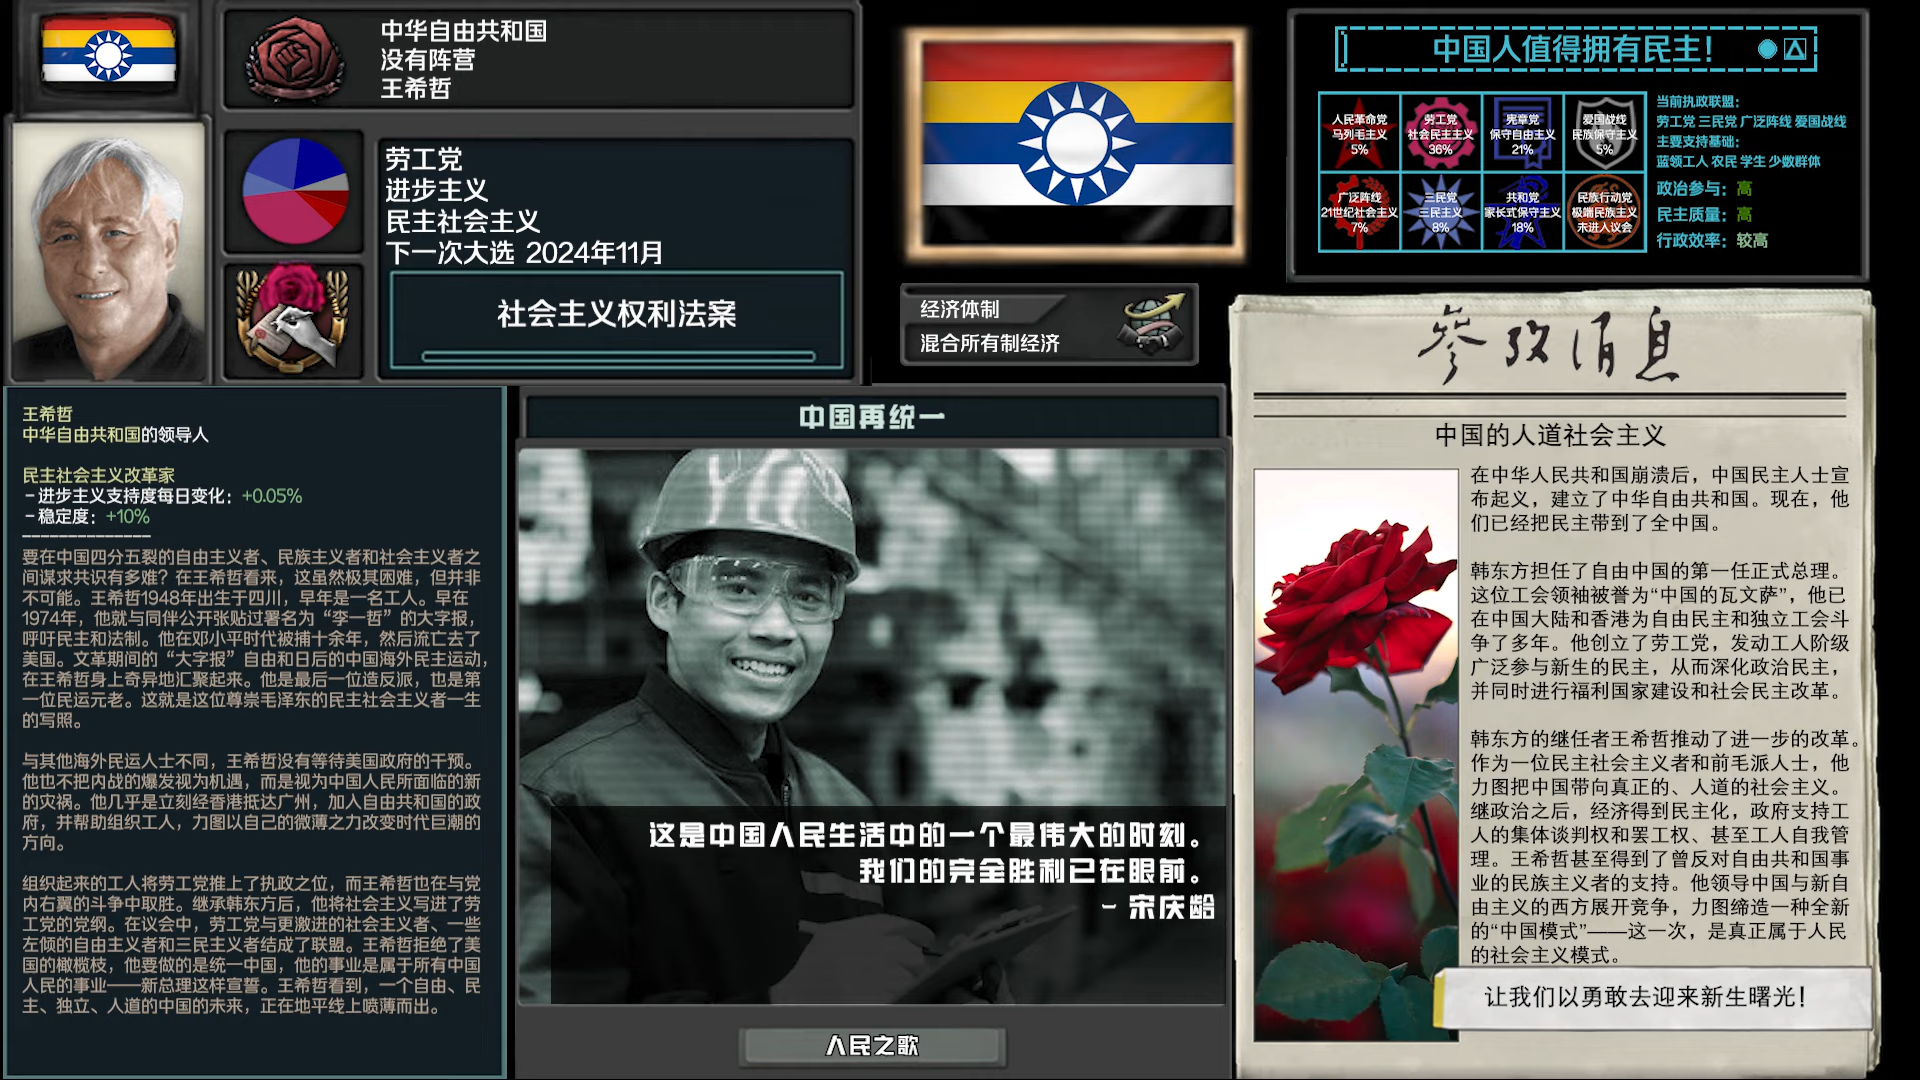 中华自由共和国
没有阵营
王希哲
劳工党
进步主义
民主社会主义
下一次大选 2024年11月
社会主义权利法案
经济体制
混合所有制经济
中国人值得拥有民主！
人民革命党
马列毛主义
5%
劳工党
社会民主主义
36%
宪章党
保守自由主义
21%
爱国战线
民族保守主义
5%
广泛阵线
21世纪社会主义
7%
三民党
三民主义
8%
共和党
家长式保守主义
18%
民族行动党
极端民族主义
未进入议会
当前执政联盟：
劳工党 三民党 广泛阵线 爱国战线
主要支持基础：
蓝领工人 农民 学生 少数群体
政治参与：高
民主质量：高
行政效率：较高
王希哲
中华自由共和国的领导人
民主社会主义改革家
－进步主义支持度每日变化：+0.05%
－稳定度：+10%
--------------
要在中国四分五裂的自由主义者、民族主义者和社会主义者之
间谋求共识有多难？在王希哲看来，这虽然极其困难，但并非
不可能。王希哲1948年出生于四川，早年是一名工人。早在
1974年，他就与同伴公开张贴过署名为“李一哲”的大字报，
呼吁民主和法制。他在邓小平时代被捕十余年，然后流亡去了
美国。文革期间的“大字报”自由和日后的中国海外民主运动，
在王希哲身上奇异地汇聚起来。他是最后一位造反派，也是第
一位民运元老。这就是这位尊崇毛泽东的民主社会主义者一生
的写照。
与其他海外民运人士不同，王希哲没有等待美国政府的干预。
他也不把内战的爆发视为机遇，而是视为中国人民所面临的新
的灾祸。他几乎是立刻经香港抵达广州，加入自由共和国的政
府，并帮助组织工人，力图以自己的微薄之力改变时代巨潮的
方向。
组织起来的工人将劳工党推上了执政之位，而王希哲也在与党
内右翼的斗争中取胜。继承韩东方后，他将社会主义写进了劳
工党的党纲。在议会中，劳工党与更激进的社会主义者、一些
左倾的自由主义者和三民主义者结成了联盟。王希哲拒绝了美
国的橄榄枝，他要做的是统一中国，他的事业是属于所有中国
人民的事业——新总理这样宣誓。王希哲看到，一个自由、民
主、独立、人道的中国的未来，正在地平线上喷薄而出。
中国再统一
这是中国人民生活中的一个最伟大的时刻。
我们的完全胜利已在眼前。
－ 宋庆龄
人民之歌
参攷消息
中国的人道社会主义
在中华人民共和国崩溃后，中国民主人士宣
布起义，建立了中华自由共和国。现在，他
们已经把民主带到了全中国。
韩东方担任了自由中国的第一任正式总理。
这位工会领袖被誉为“中国的瓦文萨”，他已
在中国大陆和香港为自由民主和独立工会斗
争了多年。他创立了劳工党，发动工人阶级
广泛参与新生的民主，从而深化政治民主，
并同时进行福利国家建设和社会民主改革。
韩东方的继任者王希哲推动了进一步的改革。
作为一位民主社会主义者和前毛派人士，他
力图把中国带向真正的、人道的社会主义。
继政治之后，经济得到民主化，政府支持工
人的集体谈判权和罢工权、甚至工人自我管
理。王希哲甚至得到了曾反对自由共和国事
业的民族主义者的支持。他领导中国与新自
由主义的西方展开竞争，力图缔造一种全新
的“中国模式”——这一次，是真正属于人民
的社会主义模式。
让我们以勇敢去迎来新生曙光！